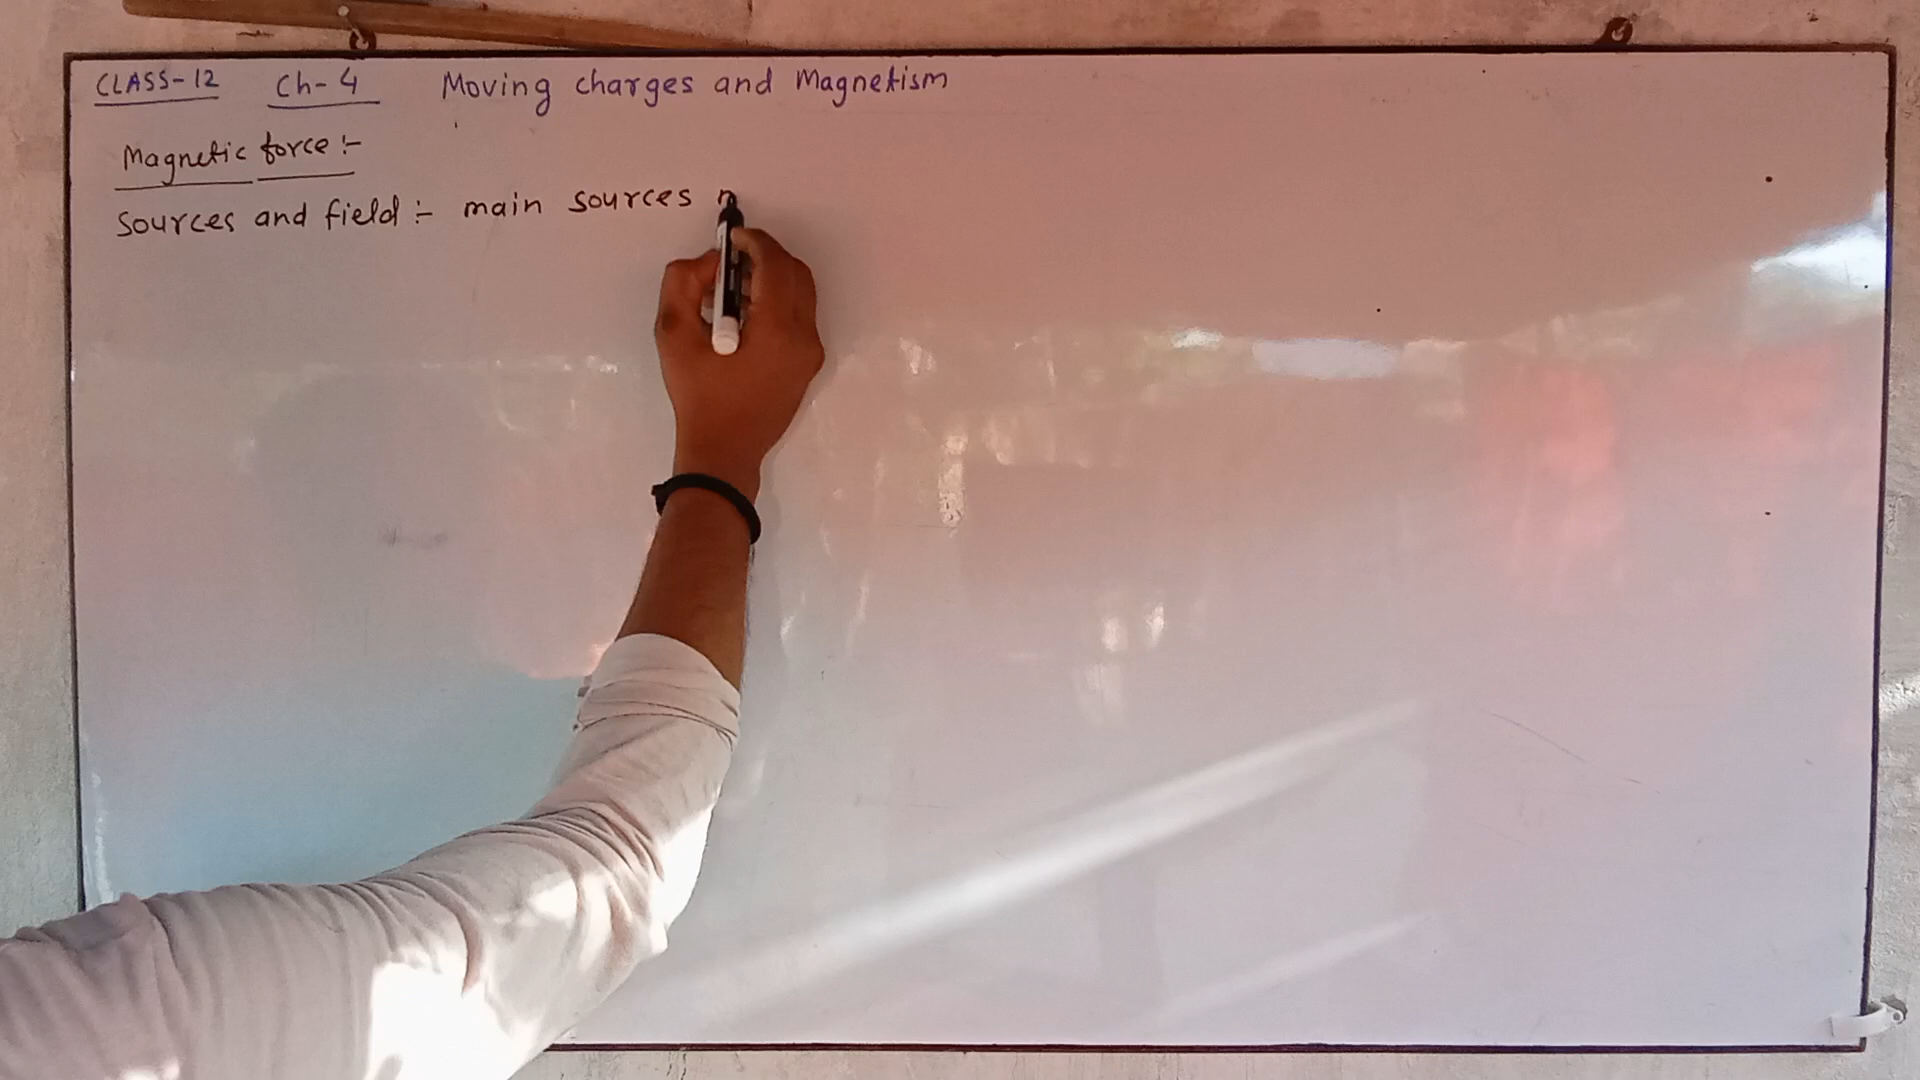 CLASS-12 Ch-4 Moving charges and Magnetism
Magnetic force :-
Sources and field :- main sources